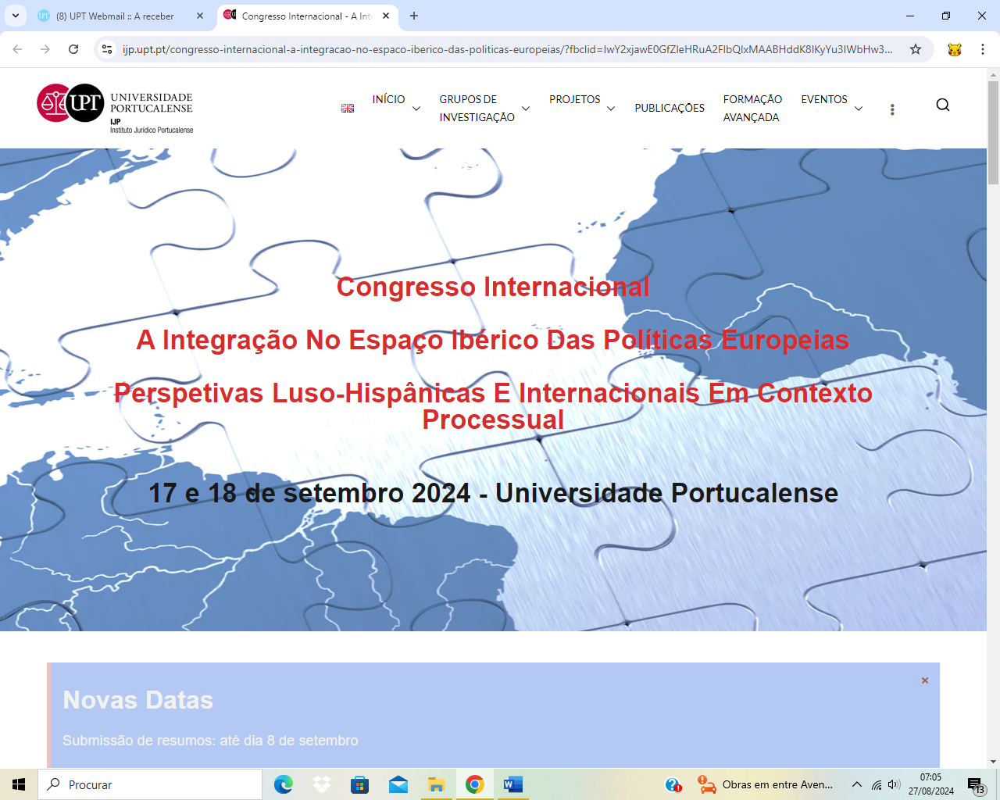 (8) UPT Webmail :: A receber
Congresso Internacional - A Int
ijp.upt.pt/congresso-internacional-a-integracao-no-espaco-iberico-das-politicas-europeias/?fbclid=IwY2xjawE0GfZleHRuA2FlbQIxMAABHddK8lKyYu3IWbHw3...
UPT
UNIVERSIDADE
PORTUCALENSE
IJP
Instituto Jurídico Portucalense
INÍCIO
GRUPOS DE
INVESTIGAÇÃO
PROJETOS
PUBLICAÇÕES
FORMAÇÃO
AVANÇADA
EVENTOS
Congresso Internacional
A Integração No Espaço Ibérico Das Políticas Europeias
Perspetivas Luso-Hispânicas E Internacionais Em Contexto
Processual
17 e 18 de setembro 2024 - Universidade Portucalense
Novas Datas
Submissão de resumos: até dia 8 de setembro
Procurar
Obras em entre Aven...
07:05
27/08/2024
13